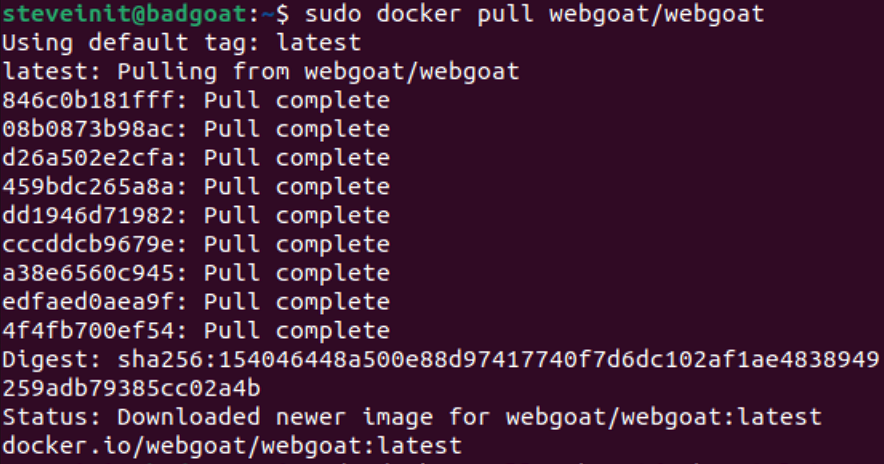 steveinit@badgoat:~$ sudo docker pull webgoat/webgoat
Using default tag: latest
latest: Pulling from webgoat/webgoat
846c0b181fff: Pull complete
08b0873b98ac: Pull complete
d26a502e2cfa: Pull complete
459bdc265a8a: Pull complete
dd1946d71982: Pull complete
cccddcb9679e: Pull complete
a38e6560c945: Pull complete
edfaed0aea9f: Pull complete
4f4fb700ef54: Pull complete
Digest: sha256:154046448a500e88d97417740f7d6dc102af1ae4838949
259adb79385cc02a4b
Status: Downloaded newer image for webgoat/webgoat:latest
docker.io/webgoat/webgoat:latest